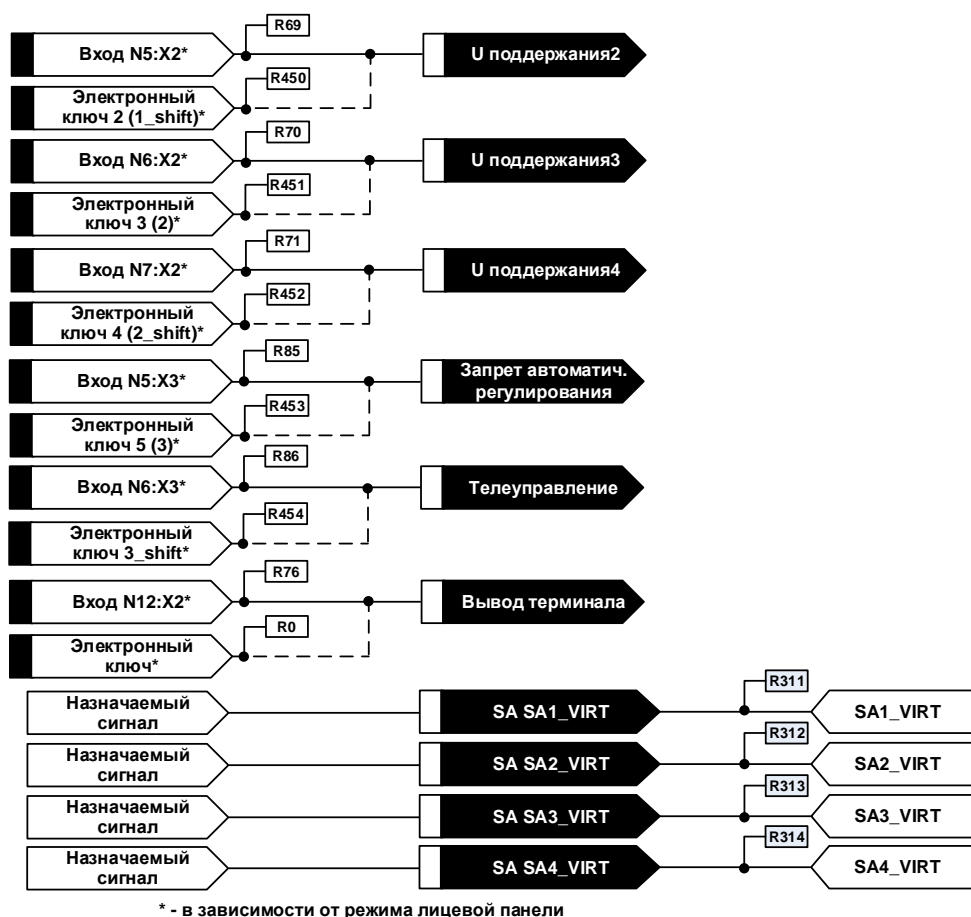 R69
Вход N5:X2*
U поддержания2
R450
Электронный
ключ 2 (1_shift)*
R70
Вход N6:X2*
U поддержания3
R451
Электронный
ключ 3 (2)*
R71
Вход N7:X2*
U поддержания4
R452
Электронный
ключ 4 (2_shift)*
R85
Вход N5:X3*
Запрет автоматич.
регулирования
R453
Электронный
ключ 5 (3)*
R86
Вход N6:X3*
Телеуправление
R454
Электронный
ключ 3_shift*
R76
Вход N12:X2*
Вывод терминала
R0
Электронный
ключ*
Назначаемый
сигнал
SA SA1_VIRT
R311
SA1_VIRT
Назначаемый
сигнал
SA SA2_VIRT
R312
SA2_VIRT
Назначаемый
сигнал
SA SA3_VIRT
R313
SA3_VIRT
Назначаемый
сигнал
SA SA4_VIRT
R314
SA4_VIRT
* - в зависимости от режима лицевой панели